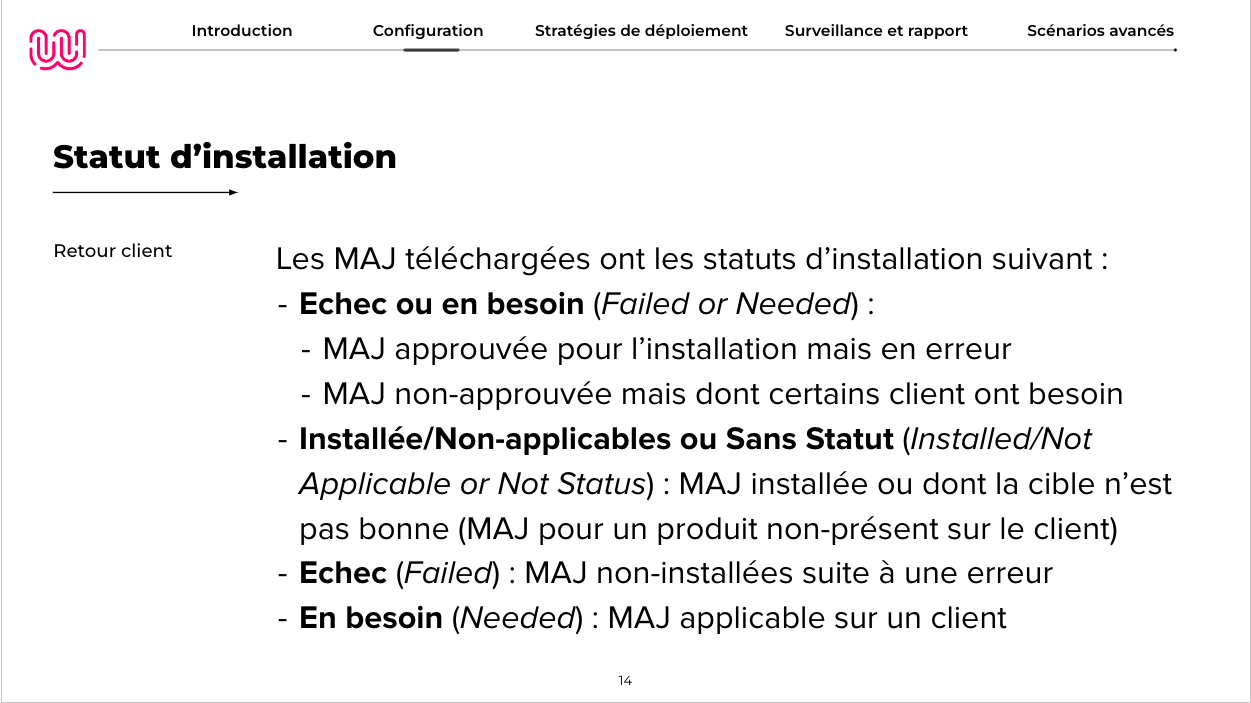 Introduction Configuration Stratégies de déploiement Surveillance et rapport Scénarios avancés
Statut d’installation
Retour client
Les MAJ téléchargées ont les statuts d’installation suivant :
- Echec ou en besoin (Failed or Needed) :
- MAJ approuvée pour l’installation mais en erreur
- MAJ non-approuvée mais dont certains client ont besoin
- Installée/Non-applicables ou Sans Statut (Installed/Not
Applicable or Not Status) : MAJ installée ou dont la cible n’est
pas bonne (MAJ pour un produit non-présent sur le client)
- Echec (Failed) : MAJ non-installées suite à une erreur
- En besoin (Needed) : MAJ applicable sur un client
14